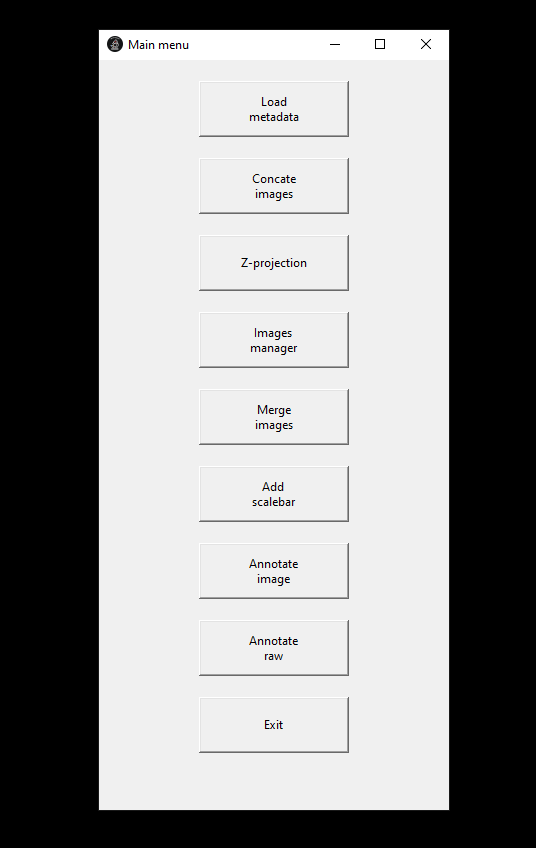 Main menu
Load
metadata
Concate
images
Z-projection
Images
manager
Merge
images
Add
scalebar
Annotate
image
Annotate
raw
Exit